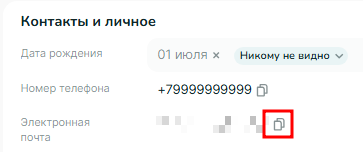 Контакты и личное
Дата рождения 01 июля × Никому не видно
Номер телефона +79999999999
Электронная
почта